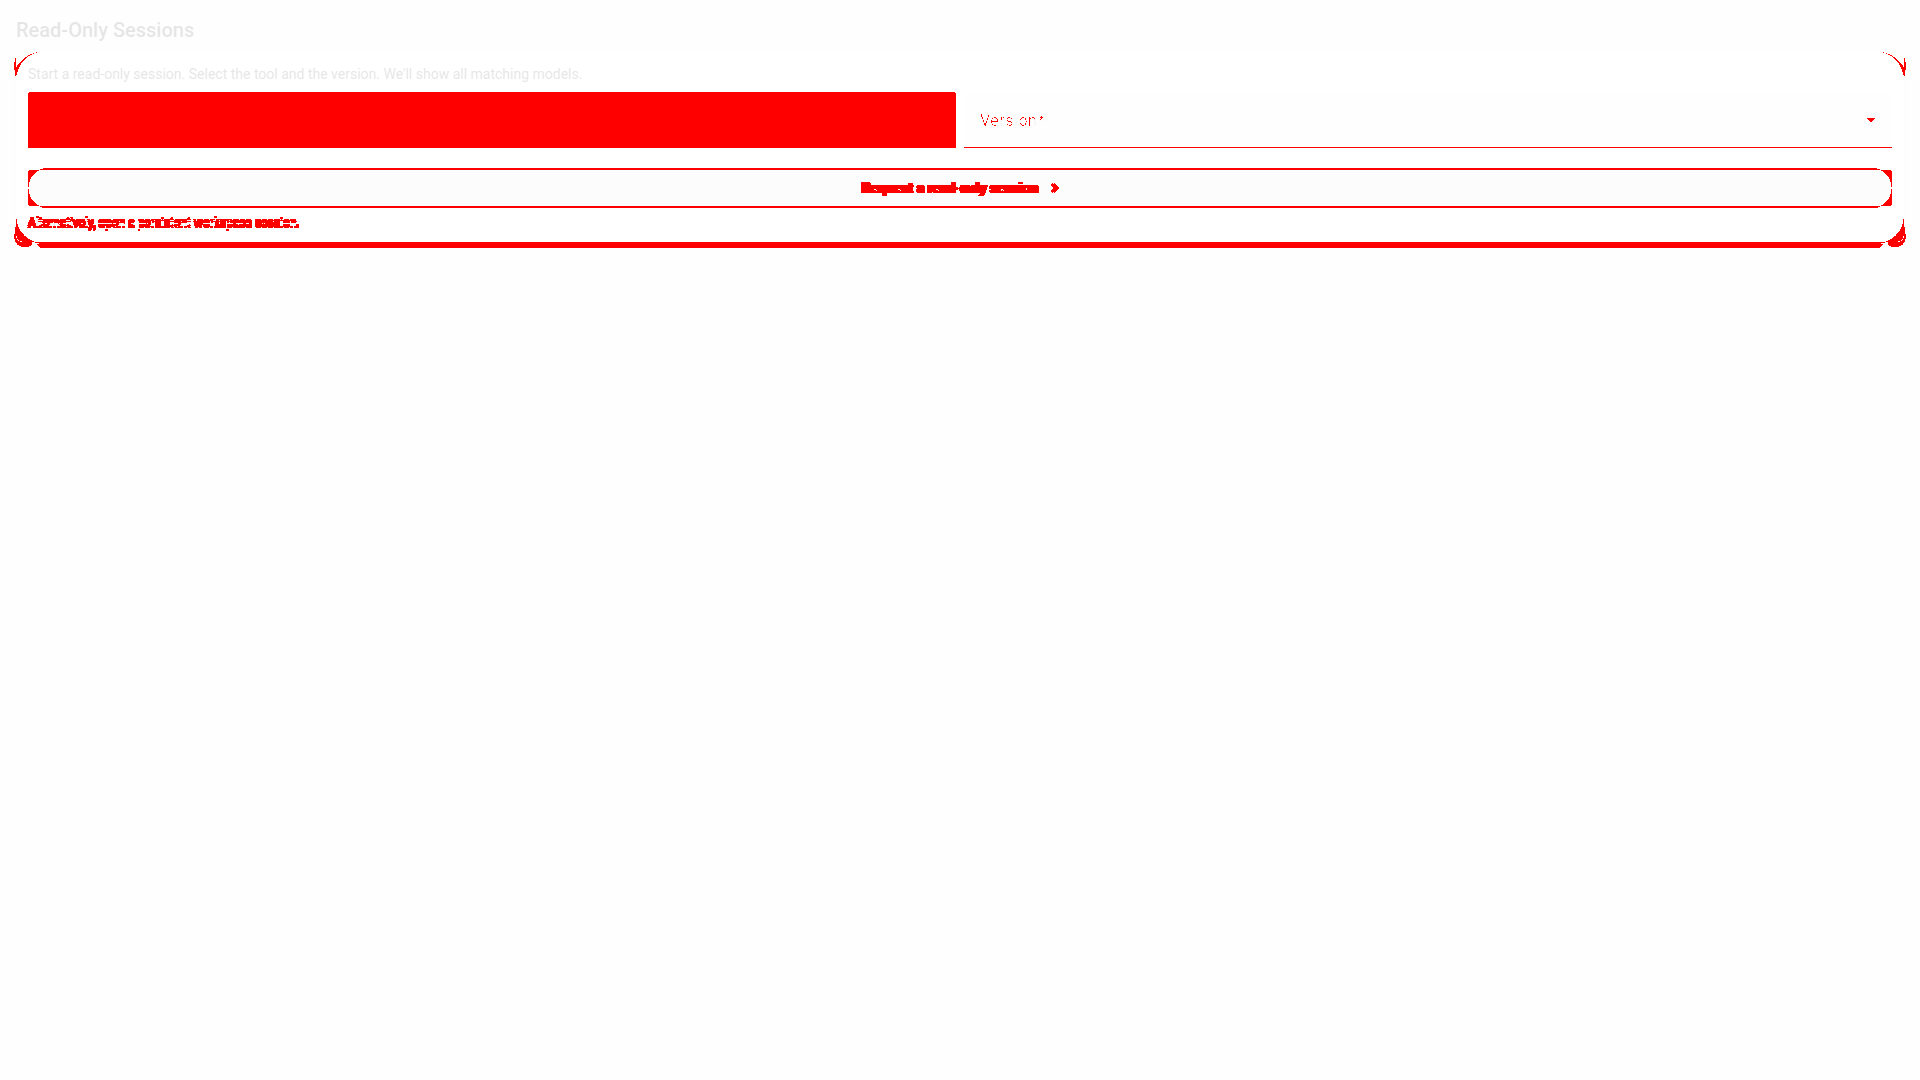 Read-Only Sessions
Start a read-only session. Select the tool and the version. We'll show all matching models.
Version*
Request a read-only session
Alternatively, open a persistent workspace session.